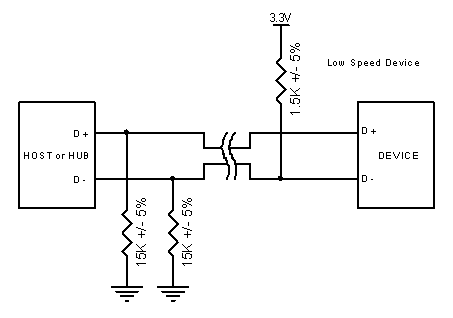 3.3V
1.5K +/- 5%
Low Speed Device
D+
HOST or HUB
D-
D+
DEVICE
D-
15K +/- 5%
15K +/- 5%